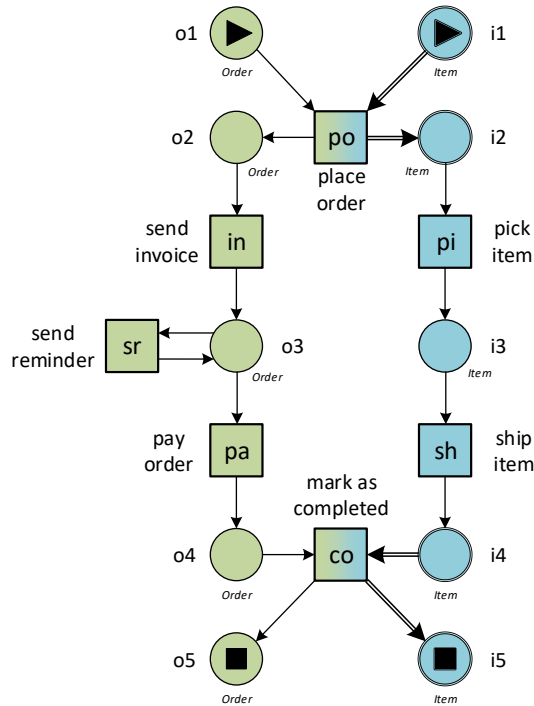 o1
i1
Order
Item
o2
po
i2
Order
Item
place
order
send
invoice
in
pi
pick
item
send
reminder
sr
o3
i3
Order
Item
pay
order
pa
sh
ship
item
mark as
completed
o4
co
i4
Order
Item
o5
i5
Order
Item